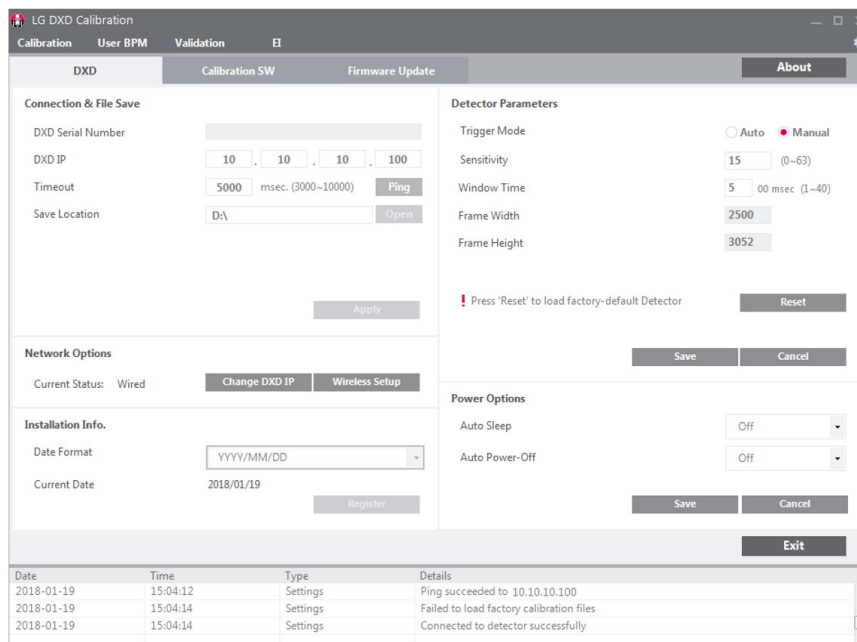 LG DXD Calibration
Calibration User BPM Validation EI
DXD Calibration SW Firmware Update About
Connection & File Save
DXD Serial Number
DXD IP 10 . 10 . 10 . 100
Timeout 5000 msec. (3000~10000) Ping
Save Location D:\ Open
Apply
Network Options
Current Status: Wired Change DXD IP Wireless Setup
Installation Info.
Date Format YYYY/MM/DD
Current Date 2018/01/19
Register
Detector Parameters
Trigger Mode Auto Manual
Sensitivity 15 (0~63)
Window Time 5 00 msec (1~40)
Frame Width 2500
Frame Height 3052
! Press 'Reset' to load factory-default Detector Reset
Save Cancel
Power Options
Auto Sleep Off
Auto Power-Off Off
Save Cancel
Exit
Date Time Type Details
2018-01-19 15:04:12 Settings Ping succeeded to 10.10.10.100
2018-01-19 15:04:14 Settings Failed to load factory calibration files
2018-01-19 15:04:14 Settings Connected to detector successfully